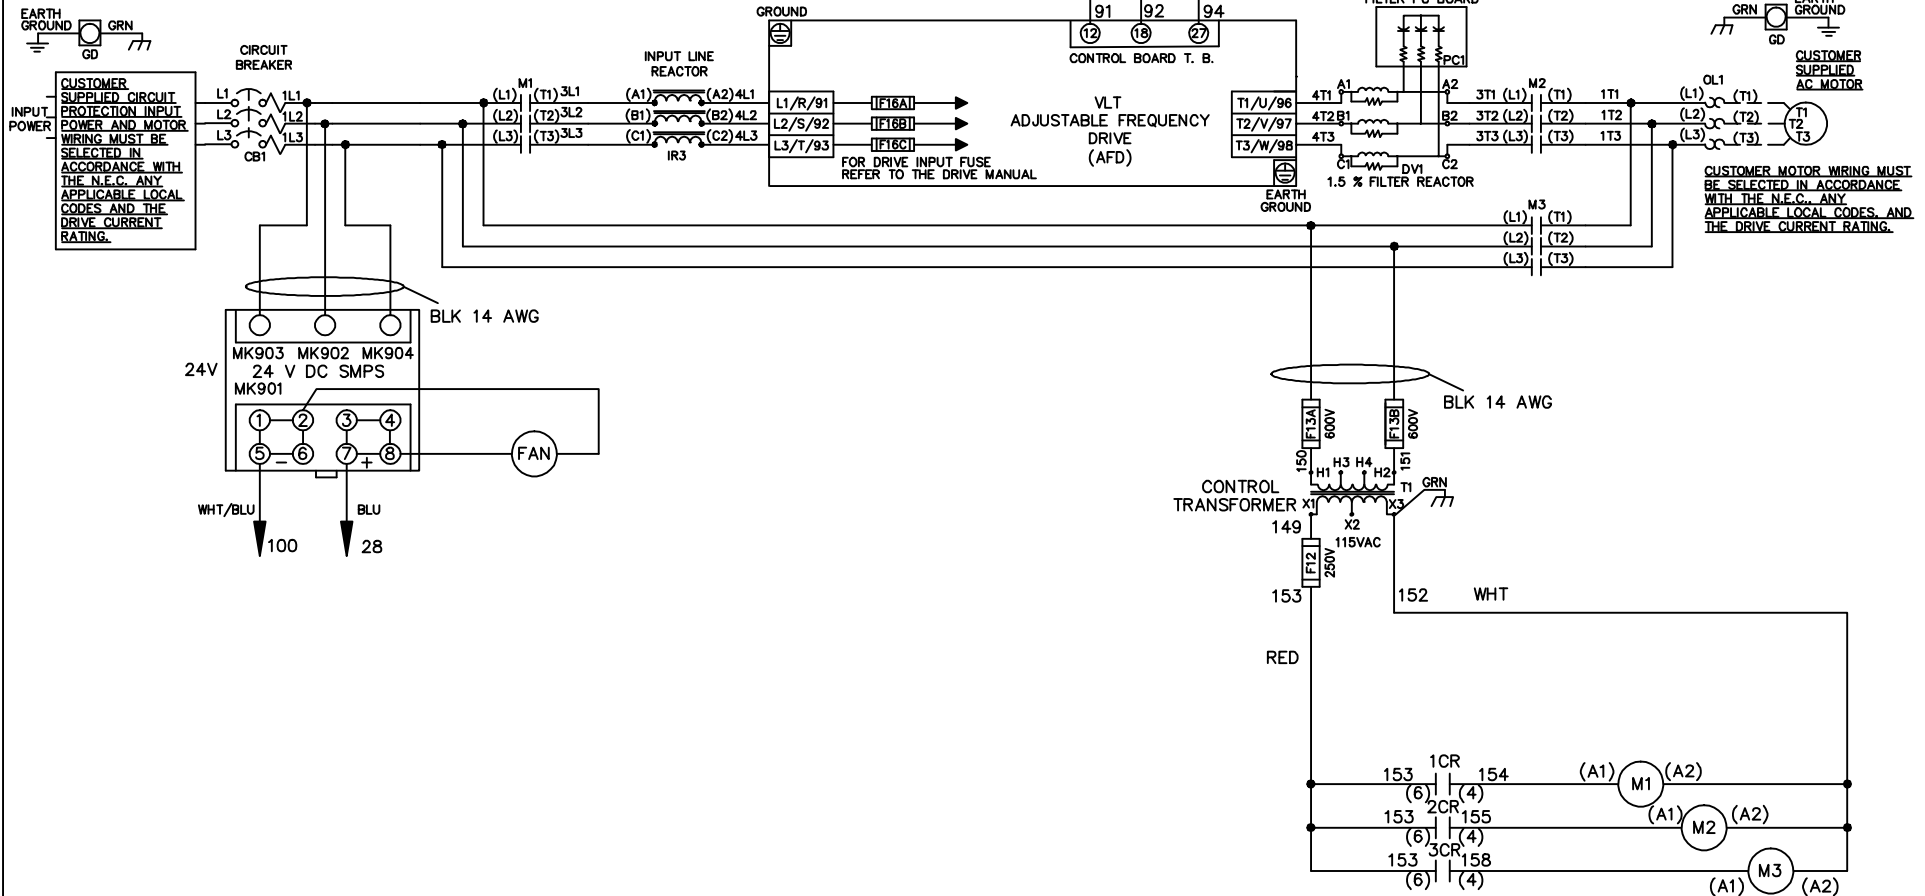 EARTH
GROUND
GRN
GD
CUSTOMER
SUPPLIED CIRCUIT
PROTECTION INPUT
POWER AND MOTOR
WIRING MUST BE
SELECTED IN
ACCORDANCE WITH
THE N.E.C. ANY
APPLICABLE LOCAL
CODES AND THE
DRIVE CURRENT
RATING.
INPUT
POWER
CIRCUIT
BREAKER
L1
L2
L3
1L1
1L2
1L3
CB1
M1
(L1) (T1) 3L1
(L2) (T2) 3L2
(L3) (T3) 3L3
INPUT LINE
REACTOR
(A1) (A2) 4L1
(B1) (B2) 4L2
(C1) (C2) 4L3
IR3
GROUND
L1/R/91
L2/S/92
L3/T/93
F16A
F16B
F16C
FOR DRIVE INPUT FUSE
REFER TO THE DRIVE MANUAL
91 92 94
12 18 27
CONTROL BOARD T. B.
VLT
ADJUSTABLE FREQUENCY
DRIVE
(AFD)
T1/U/96
T2/V/97
T3/W/98
EARTH
GROUND
4T1
4T2
4T3
PC1
A1 A2
B1 B2
C1 C2
DV1
1.5 % FILTER REACTOR
M2
3T1 (L1) (T1) 1T1
3T2 (L2) (T2) 1T2
3T3 (L3) (T3) 1T3
OL1
(L1) (T1)
(L2) (T2)
(L3) (T3)
T1
T2
T3
GRN
GROUND
GD
CUSTOMER
SUPPLIED
AC MOTOR
CUSTOMER MOTOR WIRING MUST
BE SELECTED IN ACCORDANCE
WITH THE N.E.C., ANY
APPLICABLE LOCAL CODES, AND
THE DRIVE CURRENT RATING.
M3
(L1) (T1)
(L2) (T2)
(L3) (T3)
BLK 14 AWG
MK903 MK902 MK904
24V
24 V DC SMPS
MK901
1 2 3 4
5 - 6 7 + 8
FAN
WHT/BLU
BLU
100
28
BLK 14 AWG
F13A
600V
F13B
600V
150
151
H1 H3 H4 H2
T1
GRN
CONTROL
TRANSFORMER
X1
X2
X3
149
115VAC
F12
250V
153
152
WHT
RED
1CR
153 154
(6) (4)
(A1) M1 (A2)
2CR
153 155
(6) (4)
(A1) M2 (A2)
3CR
153 158
(6) (4)
(A1) M3 (A2)